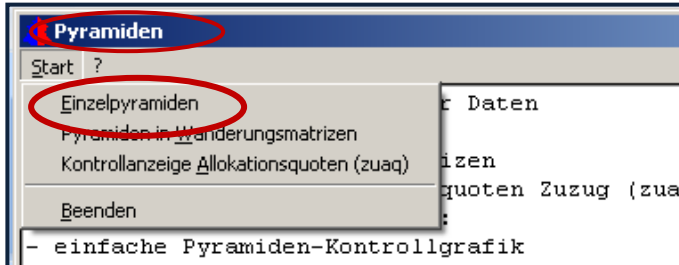 Pyramiden
Start ?
Einzelpyramiden
r Daten
Pyramiden in Wanderungsmatrizen
izen
Kontrollanzeige Allokationsquoten (zuaq)
quoten Zuzug (zua
Beenden
:
- einfache Pyramiden-Kontrollgrafik